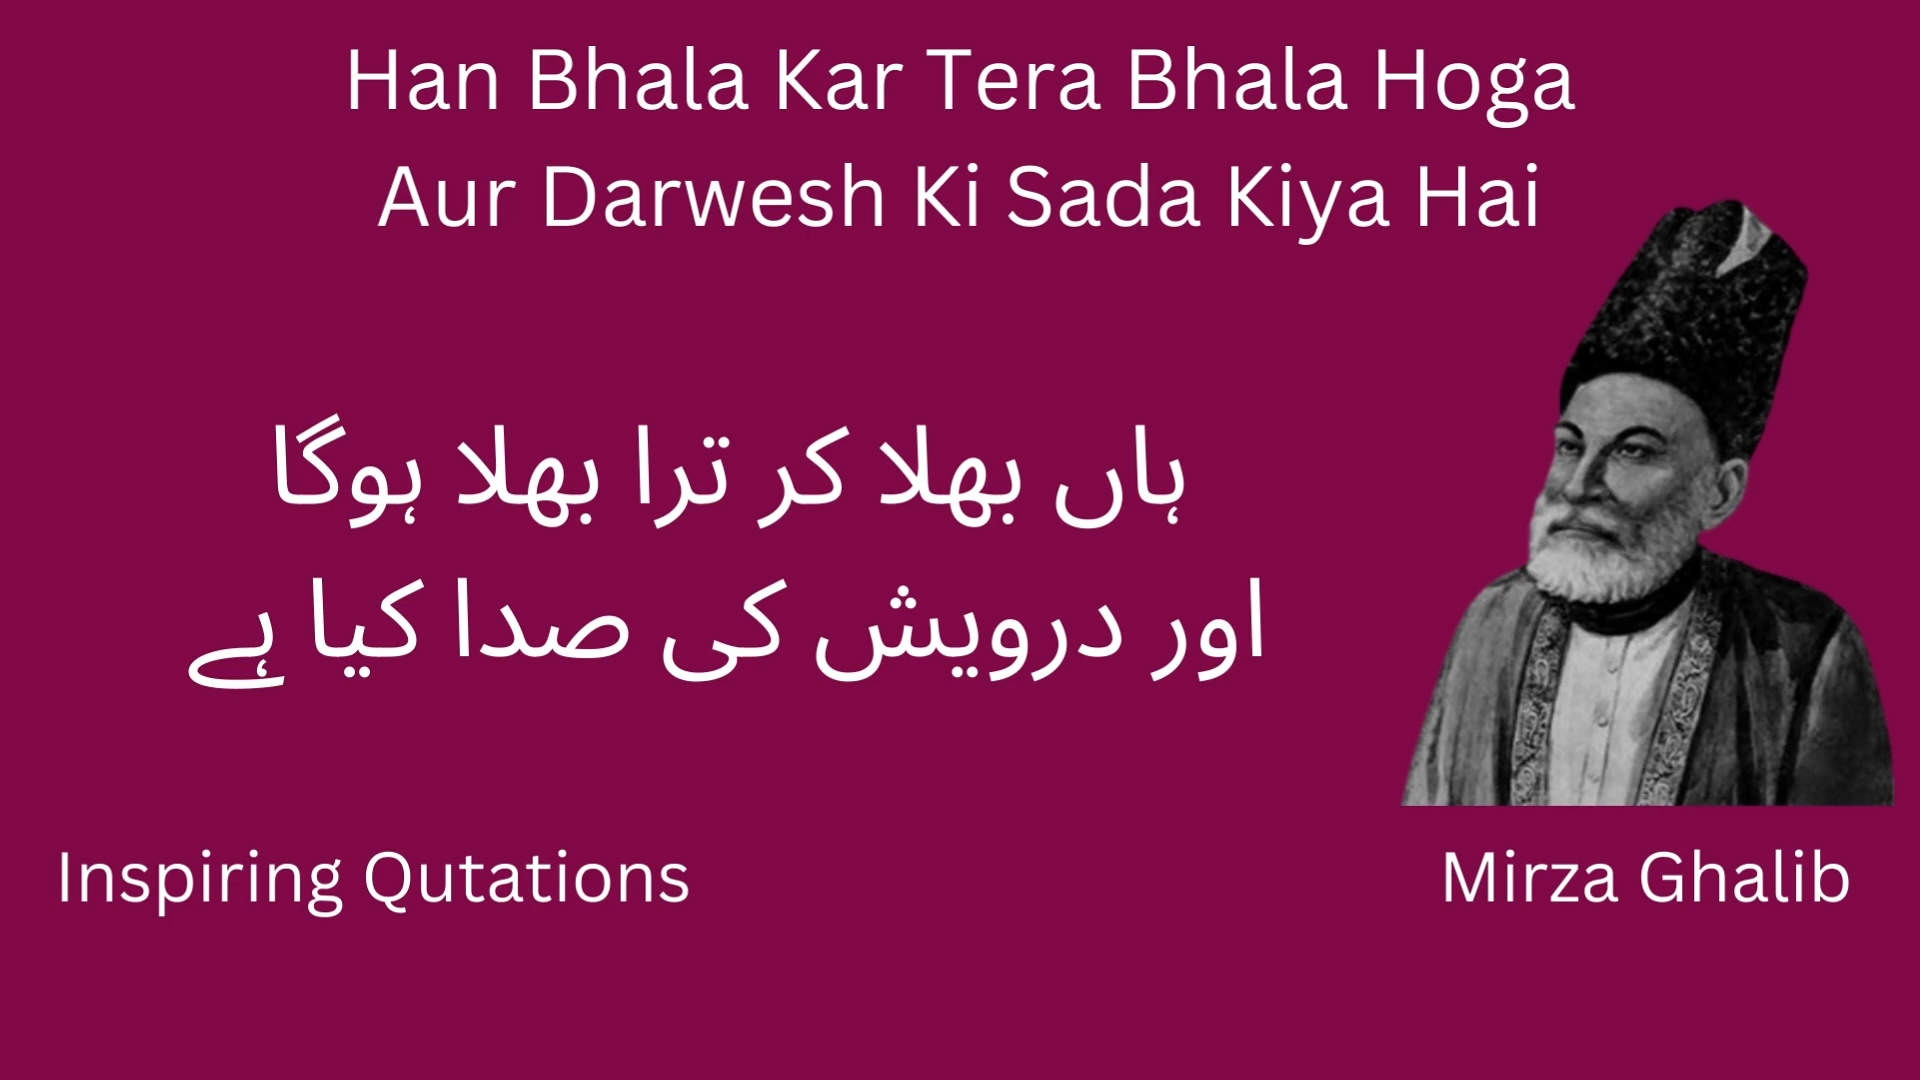 Han Bhala Kar Tera Bhala Hoga
Aur Darwesh Ki Sada Kiya Hai
ہاں بھلا کر ترا بھلا ہوگا
اور درویش کی صدا کیا ہے
Inspiring Qutations
Mirza Ghalib